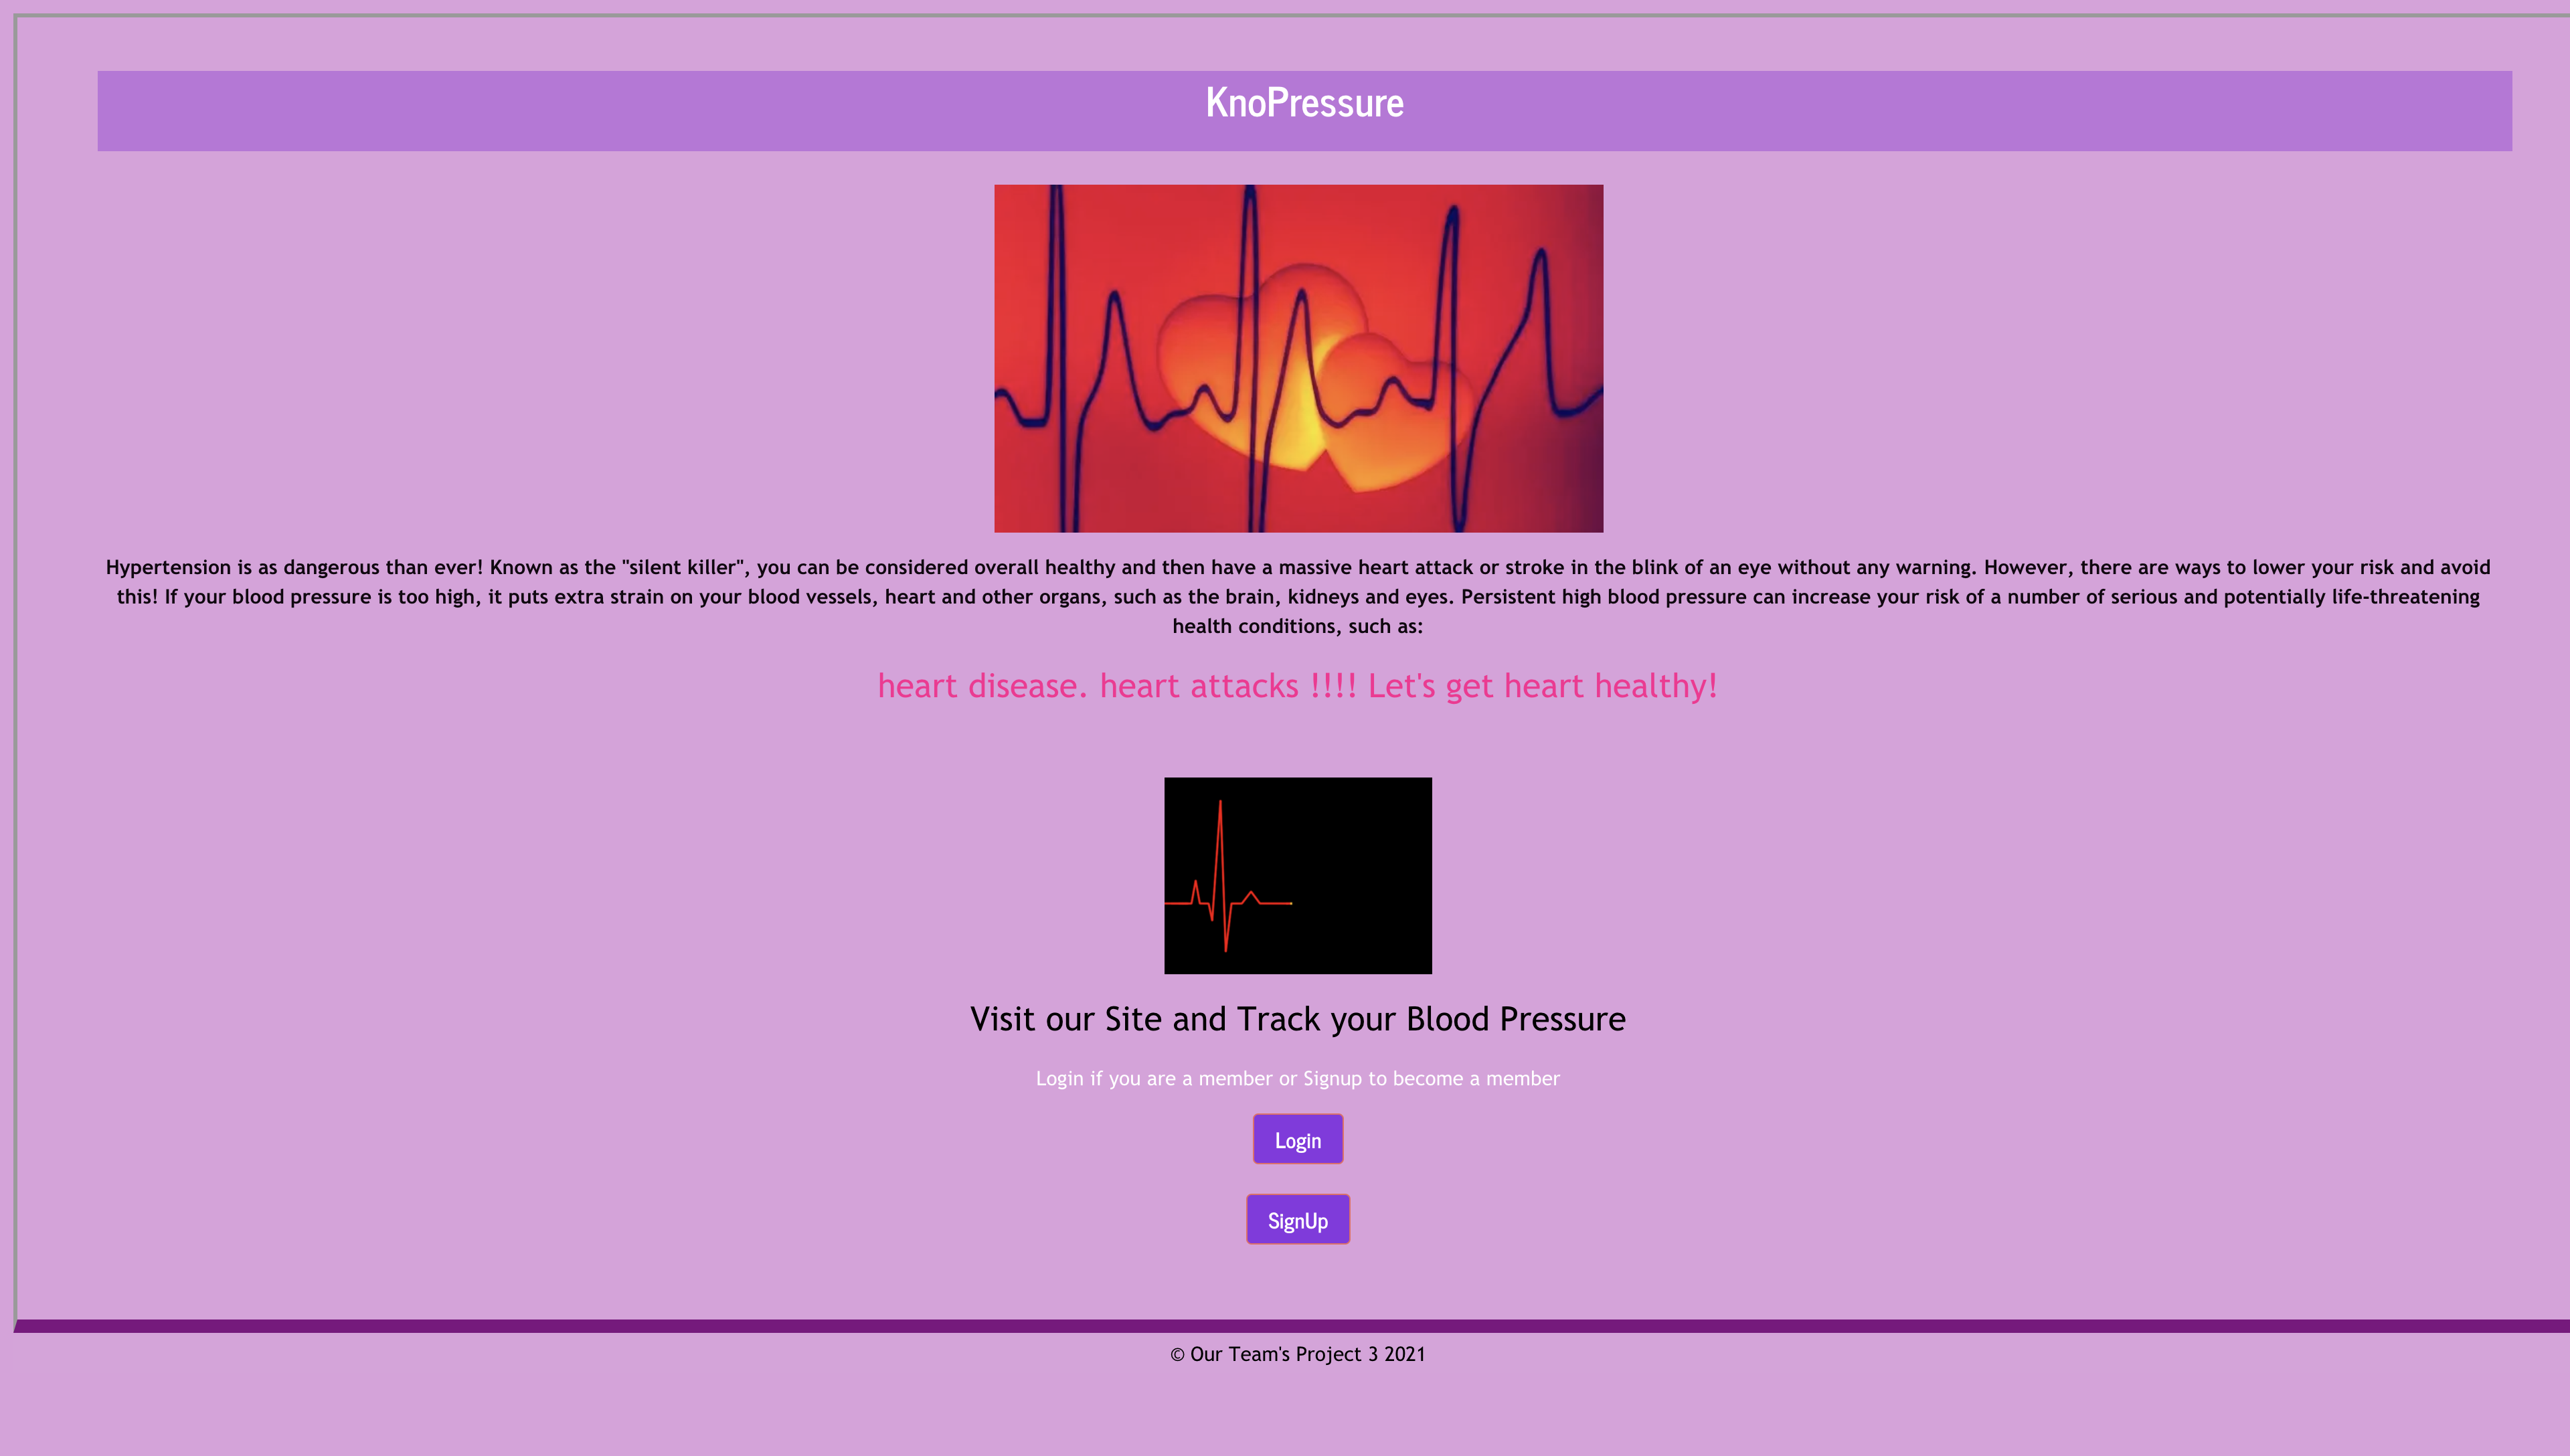 KnoPressure
Hypertension is as dangerous than ever! Known as the "silent killer", you can be considered overall healthy and then have a massive heart attack or stroke in the blink of an eye without any warning. However, there are ways to lower your risk and avoid
this! If your blood pressure is too high, it puts extra strain on your blood vessels, heart and other organs, such as the brain, kidneys and eyes. Persistent high blood pressure can increase your risk of a number of serious and potentially life-threatening
health conditions, such as:
heart disease. heart attacks !!!! Let's get heart healthy!
Visit our Site and Track your Blood Pressure
Login if you are a member or Signup to become a member
Login
SignUp
© Our Team's Project 3 2021